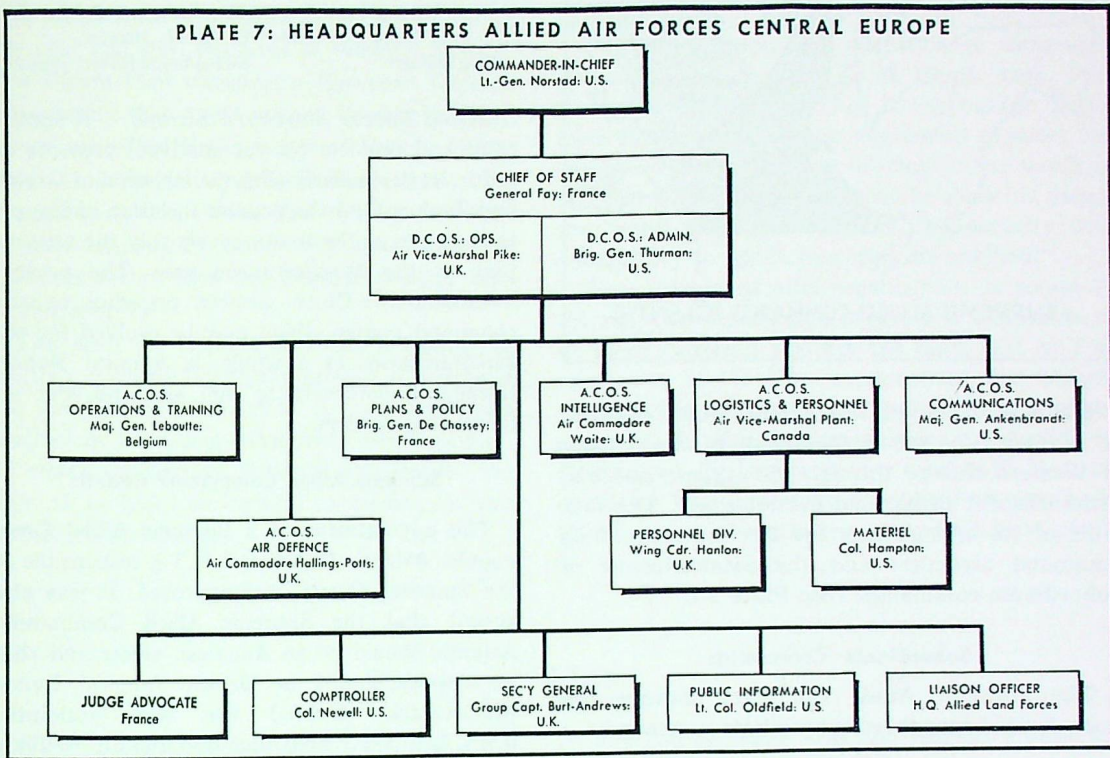 PLATE 7: HEADQUARTERS ALLIED AIR FORCES CENTRAL EUROPE
COMMANDER-IN-CHIEF
Lt.-Gen. Norstad: U.S.
CHIEF OF STAFF
General Fay: France
D.C.O.S.: OPS.
Air Vice-Marshal Pike:
U.K.
D.C.O.S.: ADMIN.
Brig. Gen. Thurman:
U.S.
A.C.O.S.
OPERATIONS & TRAINING
Maj. Gen. Leboutte:
Belgium
A.C.O.S.
PLANS & POLICY
Brig. Gen. De Chassey:
France
A.C.O.S.
INTELLIGENCE
Air Commodore
Waite: U.K.
A.C.O.S.
LOGISTICS & PERSONNEL
Air Vice-Marshal Plant:
Canada
A.C.O.S.
COMMUNICATIONS
Maj. Gen. Ankenbrandt:
U.S.
A.C.O.S.
AIR DEFENCE
Air Commodore Hallings-Potts:
U.K.
PERSONNEL DIV.
Wing Cdr. Hanlon:
U.K.
MATERIEL
Col. Hampton:
U.S.
JUDGE ADVOCATE
France
COMPTROLLER
Col. Newell: U.S.
SEC'Y GENERAL
Group Capt. Burt-Andrews:
U.K.
PUBLIC INFORMATION
Lt. Col. Oldfield: U.S.
LIAISON OFFICER
H.Q. Allied Land Forces